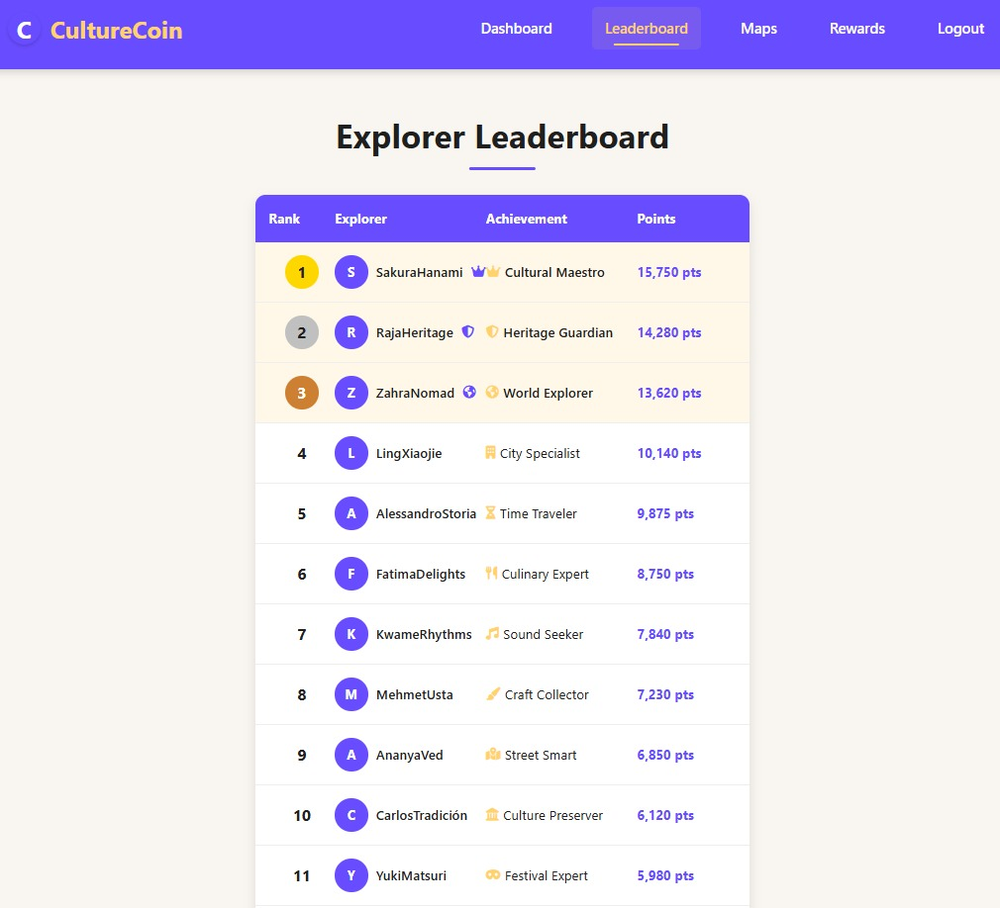 C CultureCoin Dashboard Leaderboard Maps Rewards Logout
Explorer Leaderboard
Rank Explorer Achievement Points
1 S SakuraHanami Cultural Maestro 15,750 pts
2 R RajaHeritage Heritage Guardian 14,280 pts
3 Z ZahraNomad World Explorer 13,620 pts
4 L LingXiaojie City Specialist 10,140 pts
5 A AlessandroStoria Time Traveler 9,875 pts
6 F FatimaDelights Culinary Expert 8,750 pts
7 K KwameRhythms Sound Seeker 7,840 pts
8 M MehmetUsta Craft Collector 7,230 pts
9 A AnanyaVed Street Smart 6,850 pts
10 C CarlosTradición Culture Preserver 6,120 pts
11 Y YukiMatsuri Festival Expert 5,980 pts